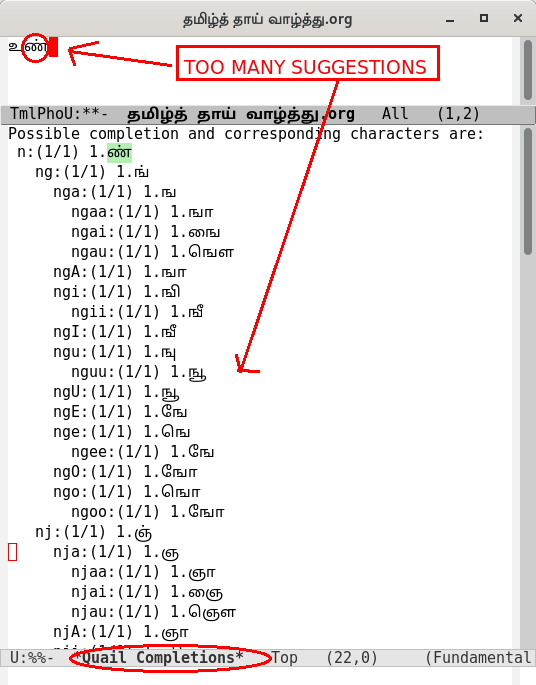 தமிழ்த் தாய் வாழ்த்து.org
உண்
TOO MANY SUGGESTIONS
TmlPhoU:**-  தமிழ்த் தாய் வாழ்த்து.org   All   (1,2)
Possible completion and corresponding characters are:
n:(1/1) 1.ண்
ng:(1/1) 1.ங்
nga:(1/1) 1.ங
ngaa:(1/1) 1.ஙா
ngai:(1/1) 1.ஙை
ngau:(1/1) 1.ஙௌ
ngA:(1/1) 1.ஙா
ngi:(1/1) 1.ஙி
ngii:(1/1) 1.ஙீ
ngI:(1/1) 1.ஙீ
ngu:(1/1) 1.ஙு
nguu:(1/1) 1.ஙூ
ngU:(1/1) 1.ஙூ
ngE:(1/1) 1.ஙே
nge:(1/1) 1.ஙெ
ngee:(1/1) 1.ஙே
ngO:(1/1) 1.ஙோ
ngo:(1/1) 1.ஙொ
ngoo:(1/1) 1.ஙோ
nj:(1/1) 1.ஞ்
nja:(1/1) 1.ஞ
njaa:(1/1) 1.ஞா
njai:(1/1) 1.ஞை
njau:(1/1) 1.ஞௌ
njA:(1/1) 1.ஞா
U:%%-  *Quail Completions*   Top   (22,0)     (Fundamental